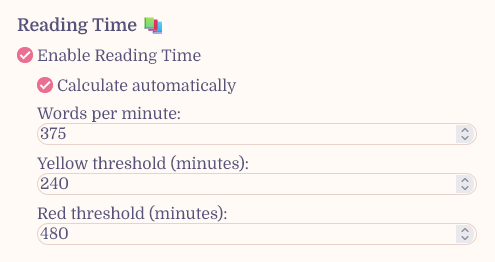 Reading Time
Enable Reading Time
Calculate automatically
Words per minute:
375
Yellow threshold (minutes):
240
Red threshold (minutes):
480